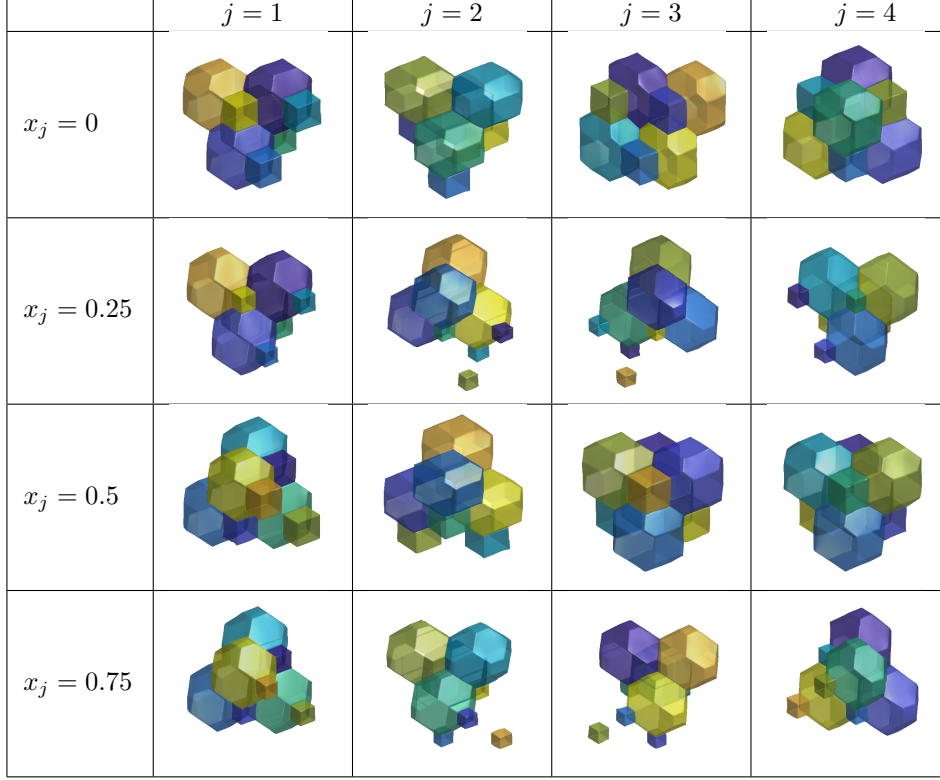 j = 1 j = 2 j = 3 j = 4
x_j = 0
x_j = 0.25
x_j = 0.5
x_j = 0.75